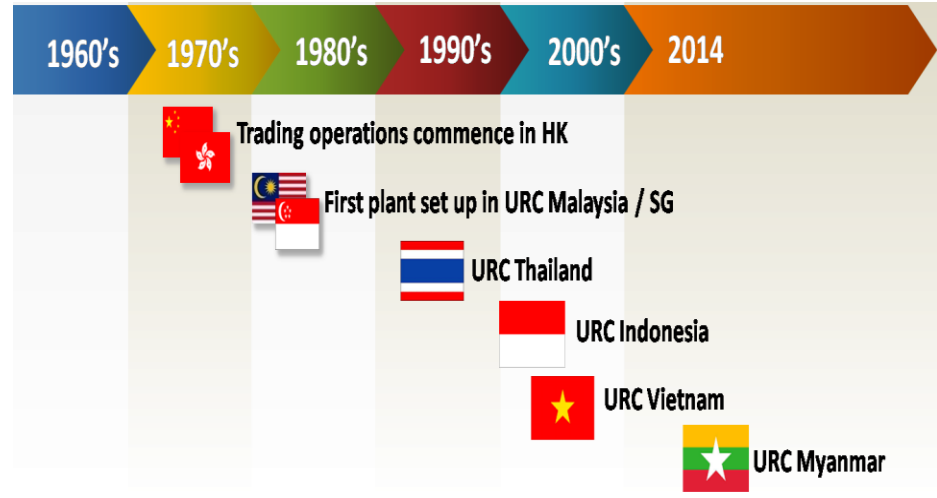 1960's
1970's
1980's
1990's
2000's
2014
Trading operations commence in HK
First plant set up in URC Malaysia / SG
URC Thailand
URC Indonesia
URC Vietnam
URC Myanmar